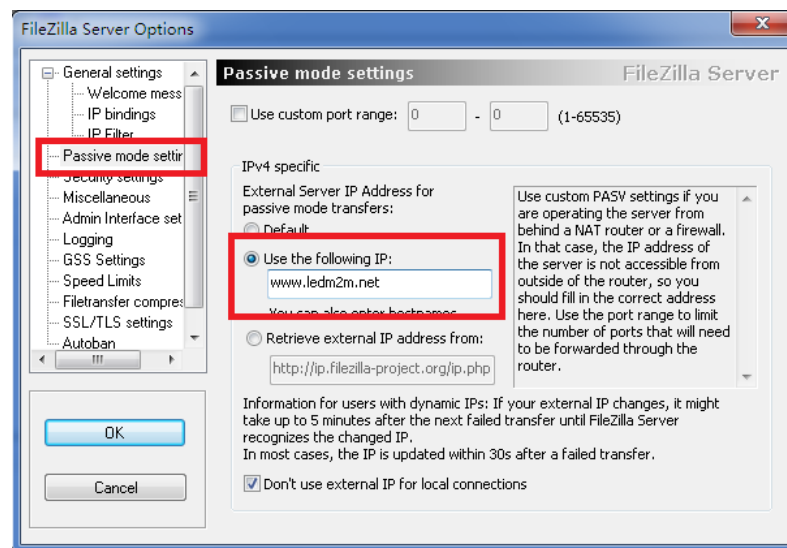 FileZilla Server Options
x
General settings
Welcome mess
IP bindings
IP Filter
Passive mode settir
Security settings
Miscellaneous
Admin Interface set
Logging
GSS Settings
Speed Limits
Filetransfer compres
SSL/TLS settings
Autoban
OK
Cancel
Passive mode settings
FileZilla Server
Use custom port range: 0 - 0 (1-65535)
IPv4 specific
External Server IP Address for
passive mode transfers:
Default
Use the following IP:
www.ledm2m.net
You can also enter hostnames
Retrieve external IP address from:
http://ip.filezilla-project.org/ip.php
Use custom PASV settings if you
are operating the server from
behind a NAT router or a firewall.
In that case, the IP address of
the server is not accessible from
outside of the router, so you
should fill in the correct address
here. Use the port range to limit
the number of ports that will need
to be forwarded through the
router.
Information for users with dynamic IPs: If your external IP changes, it might
take up to 5 minutes after the next failed transfer until FileZilla Server
recognizes the changed IP.
In most cases, the IP is updated within 30s after a failed transfer.
Don't use external IP for local connections